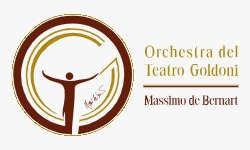 Orchestra del
Teatro Goldoni
Massimo de Bernart